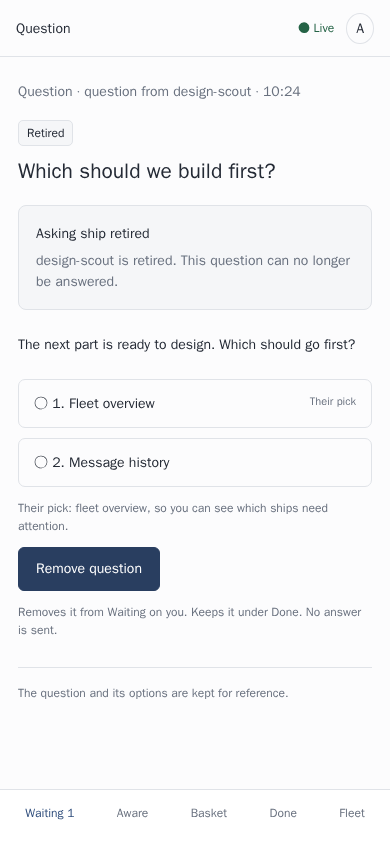 Question
Live
A
Question · question from design-scout · 10:24
Retired
Which should we build first?
Asking ship retired
design-scout is retired. This question can no longer
be answered.
The next part is ready to design. Which should go first?
1. Fleet overview
Their pick
2. Message history
Their pick: fleet overview, so you can see which ships need
attention.
Remove question
Removes it from Waiting on you. Keeps it under Done. No answer
is sent.
The question and its options are kept for reference.
Waiting 1
Aware
Basket
Done
Fleet